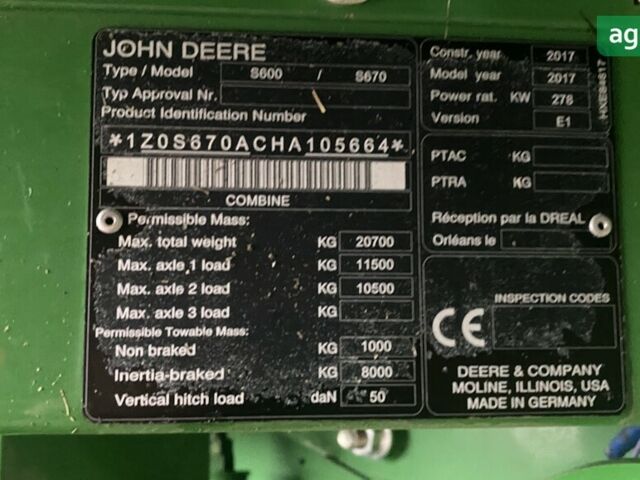 JOHN DEERE
Type / Model S600 / S670
Typ Approval Nr.
Product Identification Number
*1Z0S670ACHA105664*
COMBINE
Permissible Mass:
Max. total weight KG 20700
Max. axle 1 load KG 11500
Max. axle 2 load KG 10500
Max. axle 3 load KG
Permissible Towable Mass:
Non braked KG 1000
Inertia-braked KG 8000
Vertical hitch load daN 50
Constr. year 2017
Model year 2017
Power rat. KW 278
Version E1
PTAC KG
PTRA KG
Réception par la DREAL
Orléans le
INSPECTION CODES
CE
DEERE & COMPANY
MOLINE, ILLINOIS, USA
MADE IN GERMANY
ag